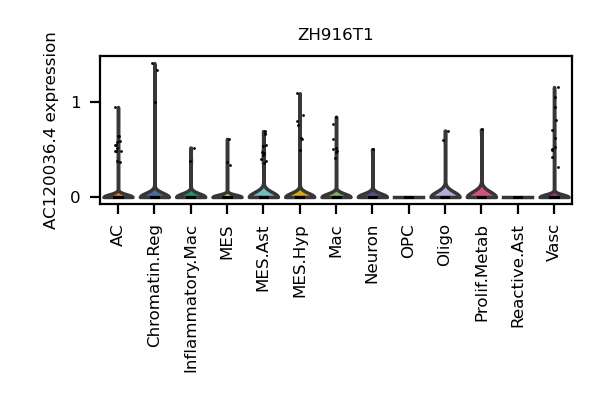 ZH916T1
AC120036.4 expression
1
0
AC
Chromatin.Reg
Inflammatory.Mac
MES
MES.Ast
MES.Hyp
Mac
Neuron
OPC
Oligo
Prolif.Metab
Reactive.Ast
Vasc